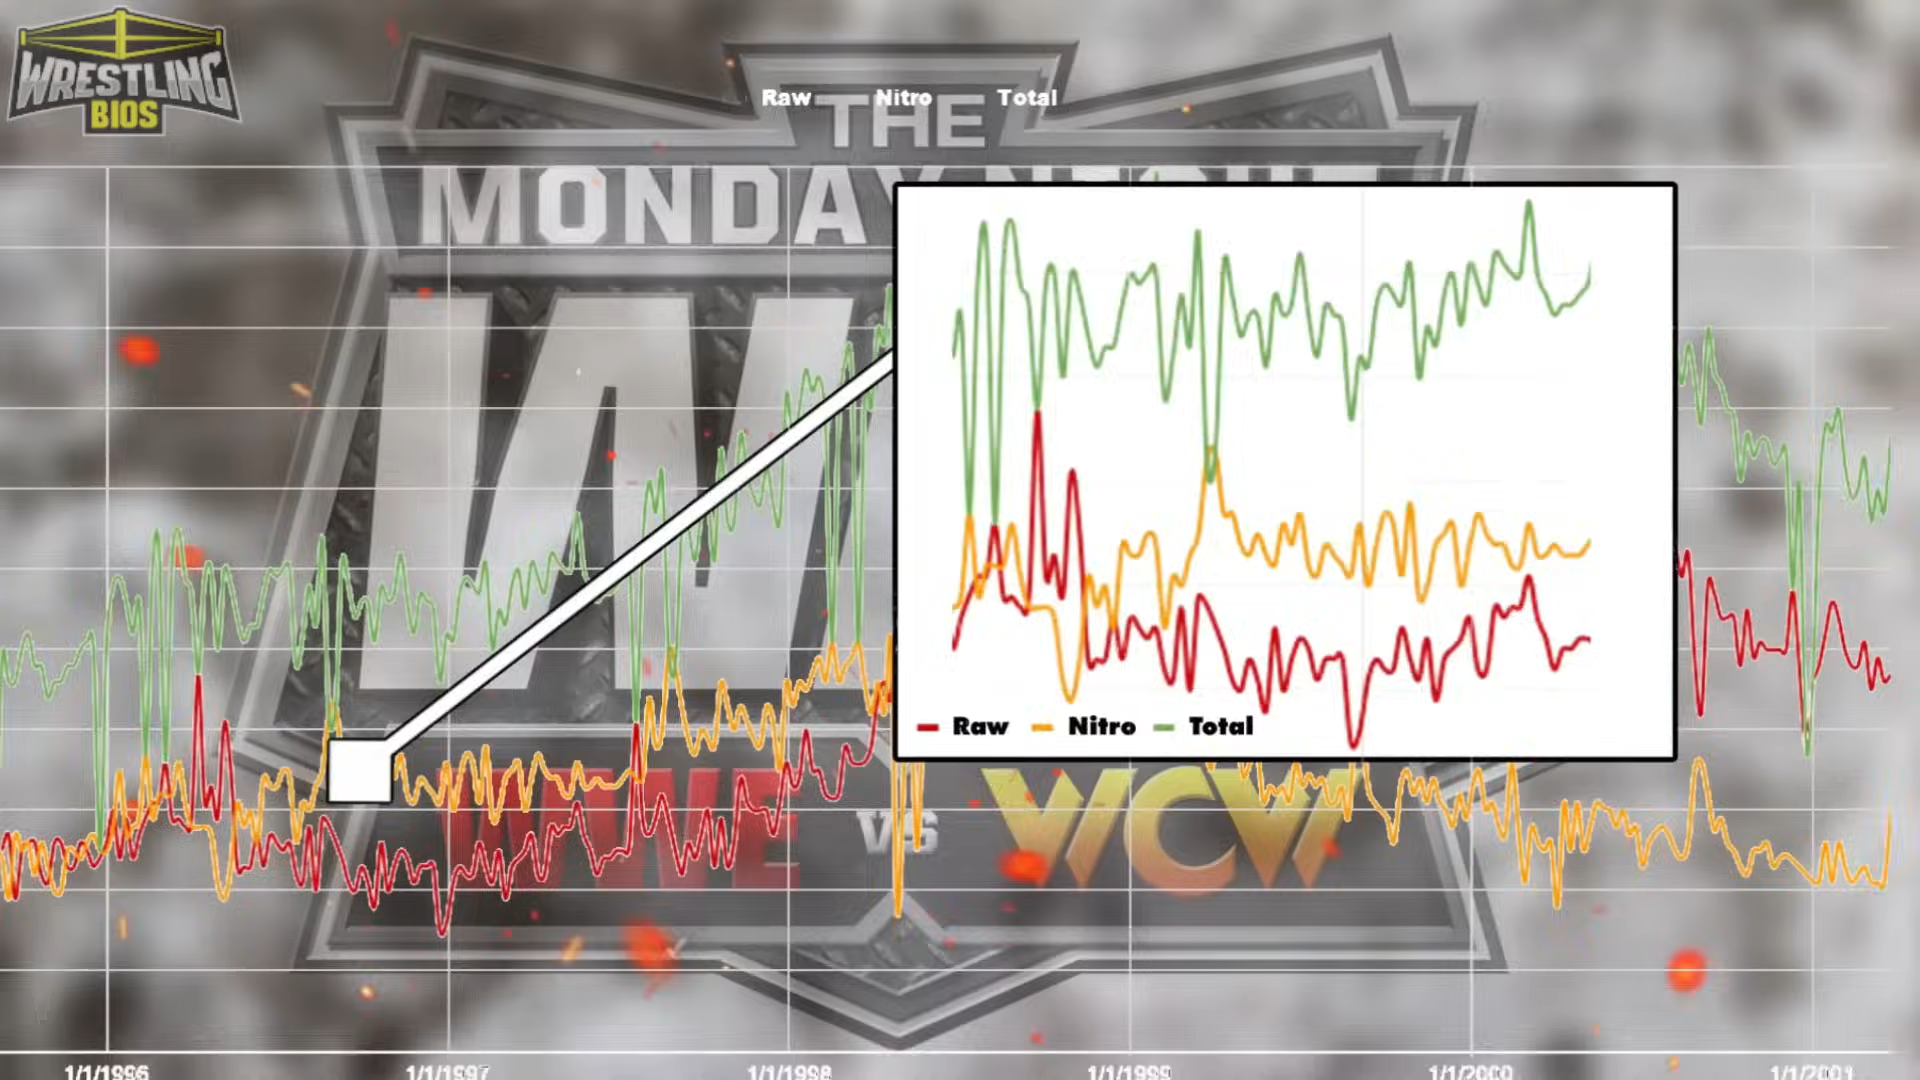 WRESTLING
BIOS
Raw Nitro Total
THE
MONDAY
W
Raw Nitro Total
WWE VS WCW
1/1/1996 1/1/1997 1/1/1998 1/1/1999 1/1/2000 1/1/2001